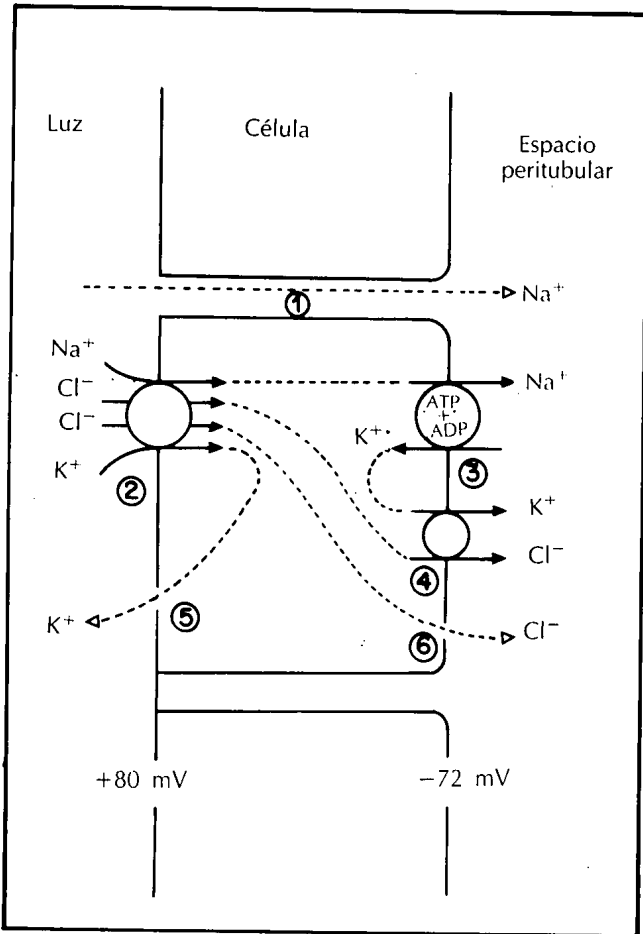 Luz
Célula
Espacio
peritubular
①
Na⁺
Na⁺
Cl⁻
Cl⁻
K⁺
②
ATP
+
ADP
Na⁺
K⁺
③
K⁺
④
Cl⁻
K⁺
⑤
⑥
Cl⁻
+80 mV
−72 mV